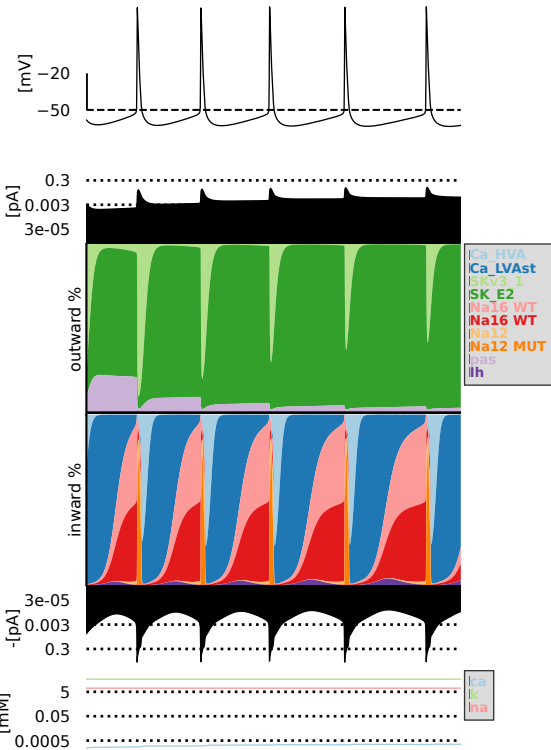 [mV]
−20
−50
[pA]
0.3
0.003
3e-05
outward %
Ca_HVA
Ca_LVAst
SKv3_1
SK_E2
Na16 WT
Na16 WT
Na12
Na12 MUT
pas
Ih
inward %
-[pA]
3e-05
0.003
0.3
[mM]
5
0.05
0.0005
ca
k
na